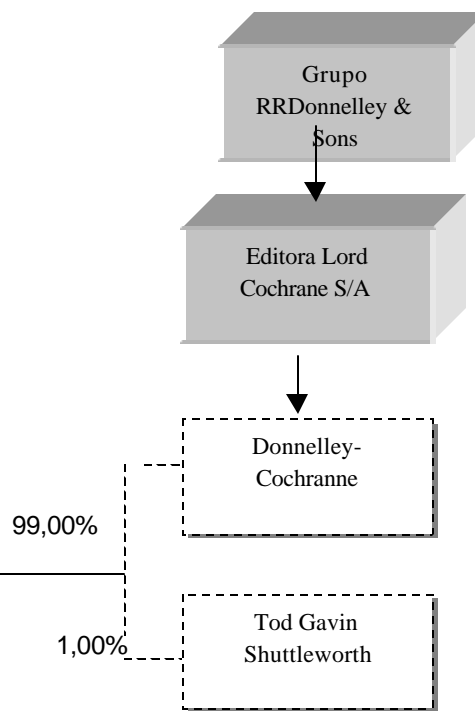 Grupo
RRDonnelley &
Sons
Editora Lord
Cochrane S/A
Donnelley-
Cochranne
99,00%
1,00%
Tod Gavin
Shuttleworth